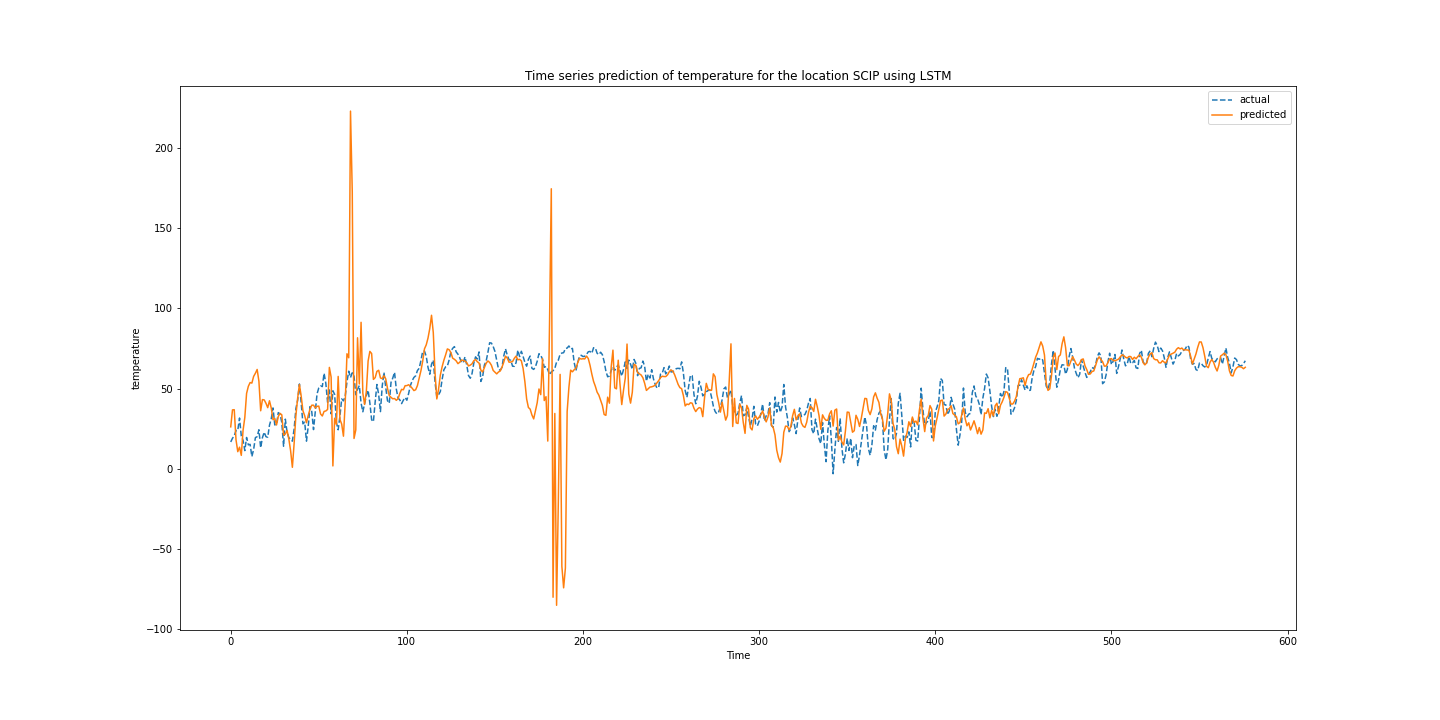 Time series prediction of temperature for the location SCIP using LSTM
actual
predicted
temperature
200
150
100
50
0
−50
−100
0 100 200 300 400 500 600
Time